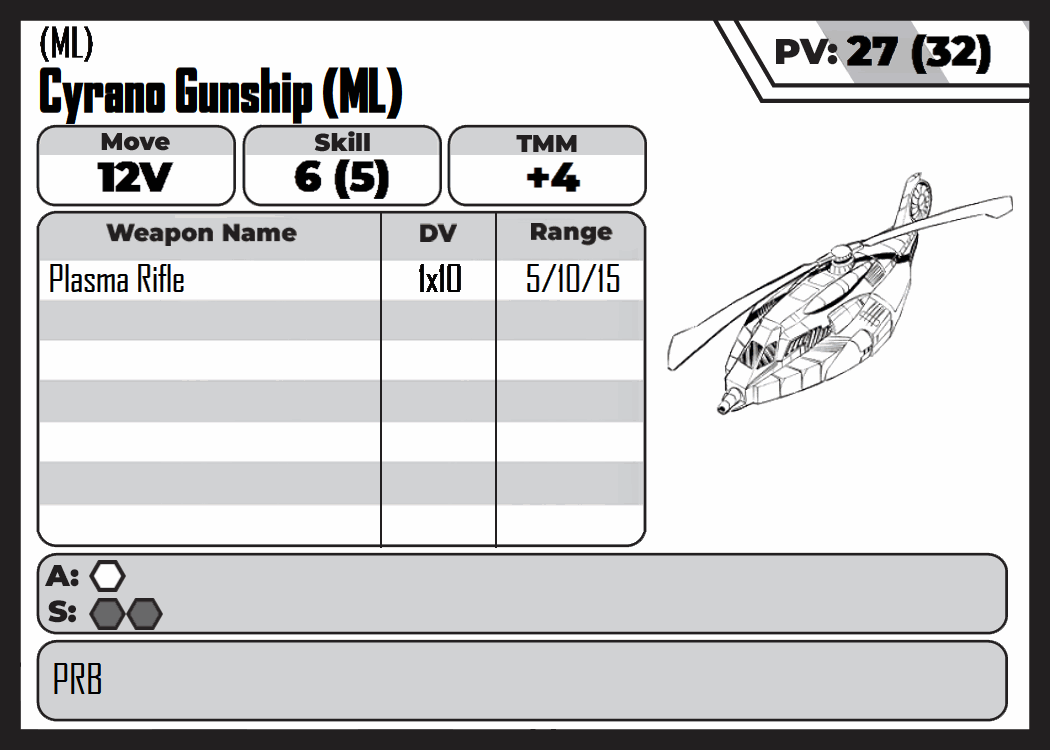 (ML)
Cyrano Gunship (ML)
PV: 27 (32)
Move Skill TMM
12V 6 (5) +4
Weapon Name DV Range
Plasma Rifle 1x10 5/10/15
A:
S:
PRB